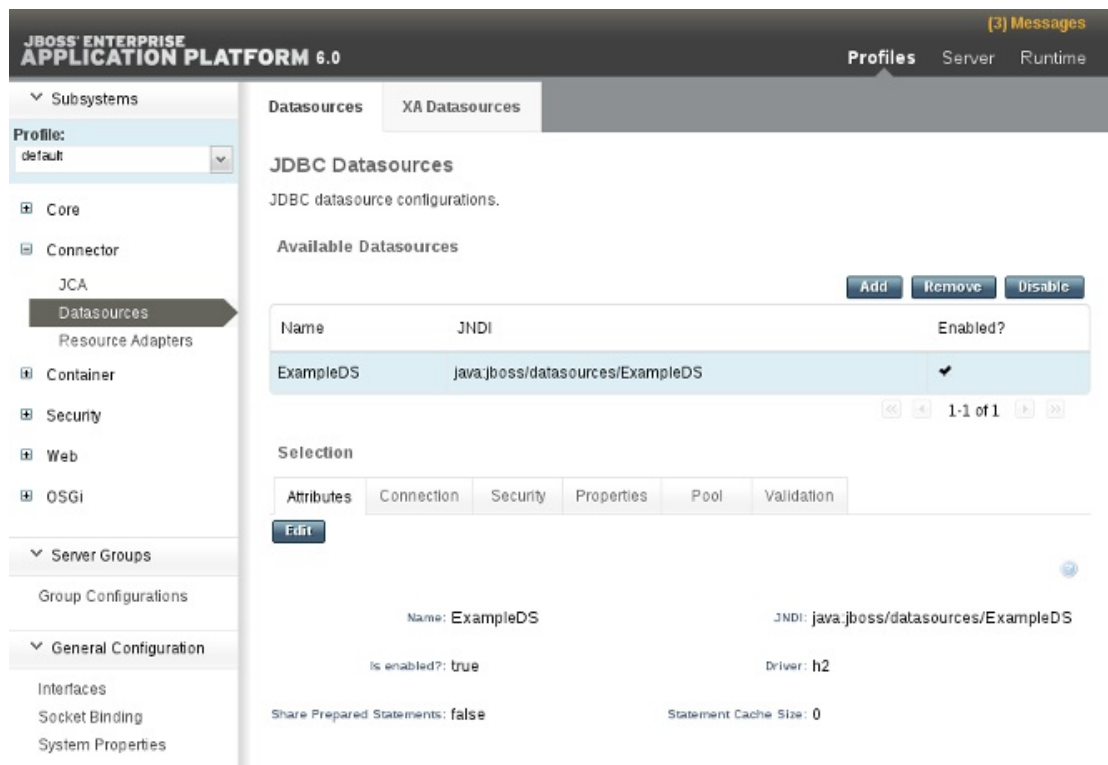 (3) Messages
JBOSS' ENTERPRISE
APPLICATION PLATFORM 6.0
Profiles Server Runtime
Subsystems
Profile:
default
Core
Connector
JCA
Datasources
Resource Adapters
Container
Security
Web
OSGi
Server Groups
Group Configurations
General Configuration
Interfaces
Socket Binding
System Properties
Datasources XA Datasources
JDBC Datasources
JDBC datasource configurations.
Available Datasources
Add Remove Disable
Name JNDI Enabled?
ExampleDS java:jboss/datasources/ExampleDS
1-1 of 1
Selection
Attributes Connection Security Properties Pool Validation
Edit
Name: ExampleDS JNDI: java:jboss/datasources/ExampleDS
Is enabled?: true Driver: h2
Share Prepared Statements: false Statement Cache Size: 0